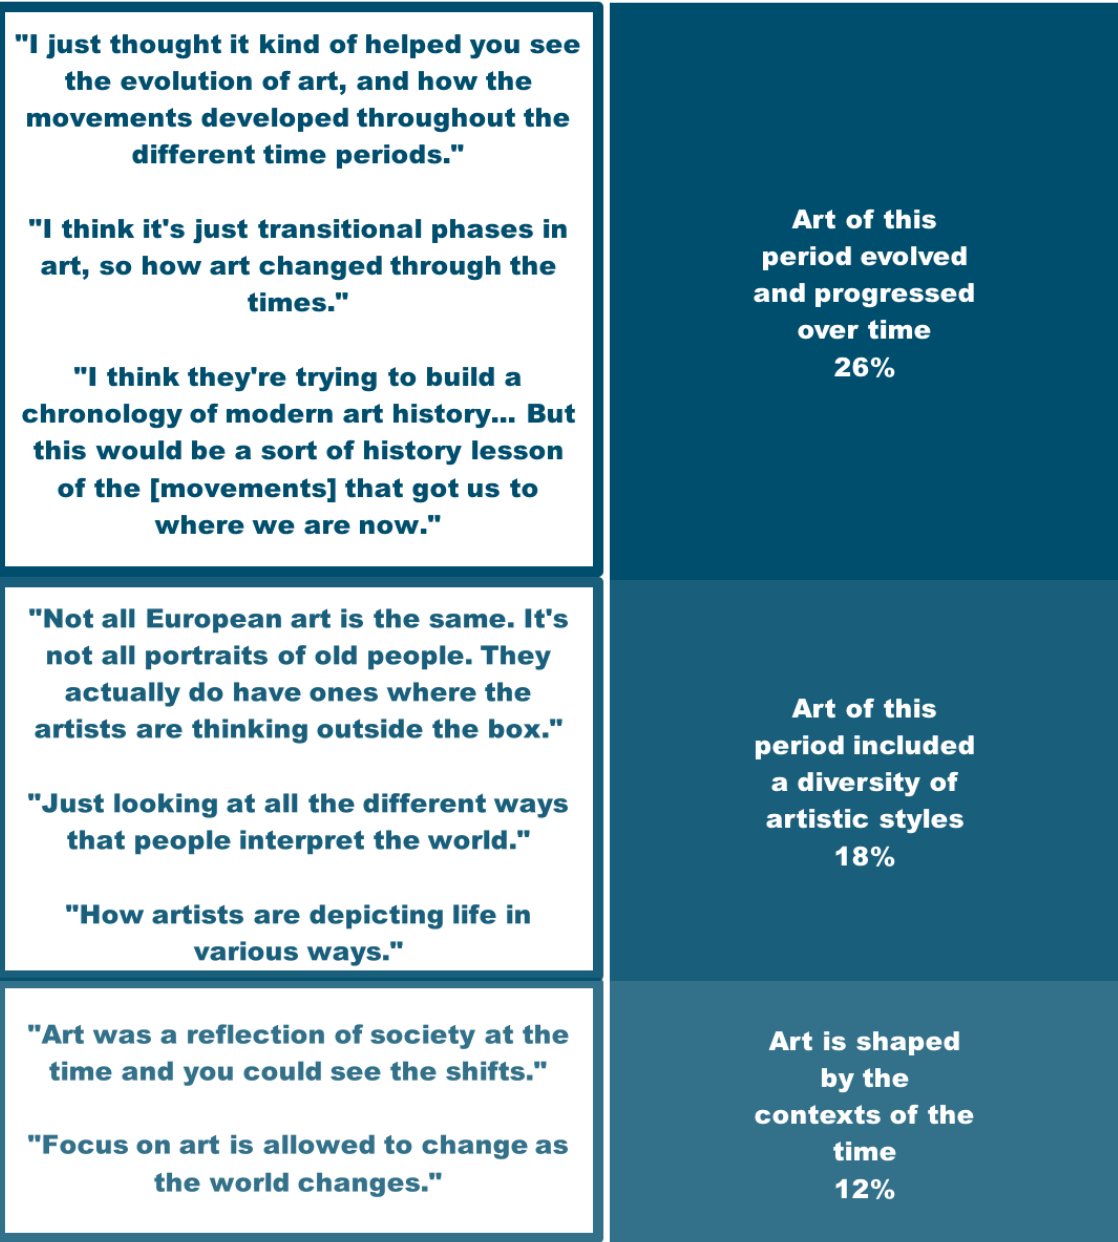 "I just thought it kind of helped you see
the evolution of art, and how the
movements developed throughout the
different time periods."
"I think it's just transitional phases in
art, so how art changed through the
times."
"I think they're trying to build a
chronology of modern art history... But
this would be a sort of history lesson
of the [movements] that got us to
where we are now."
Art of this
period evolved
and progressed
over time
26%
"Not all European art is the same. It's
not all portraits of old people. They
actually do have ones where the
artists are thinking outside the box."
"Just looking at all the different ways
that people interpret the world."
"How artists are depicting life in
various ways."
Art of this
period included
a diversity of
artistic styles
18%
"Art was a reflection of society at the
time and you could see the shifts."
"Focus on art is allowed to change as
the world changes."
Art is shaped
by the
contexts of the
time
12%